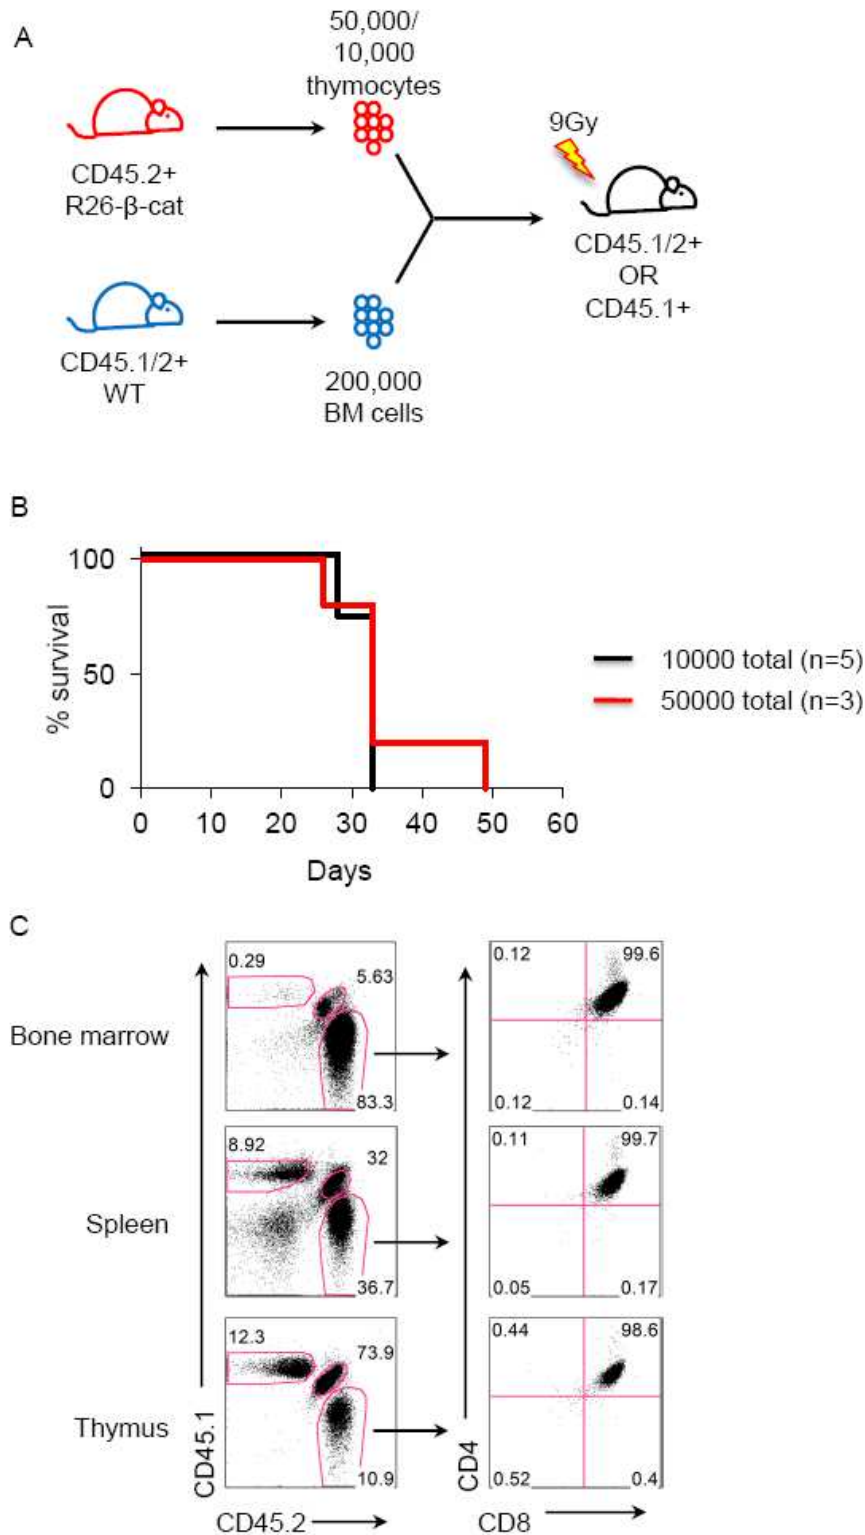 A
50,000/
10,000
thymocytes
9Gy
CD45.2+
R26-β-cat
CD45.1/2+
OR
CD45.1+
CD45.1/2+
WT
200,000
BM cells
B
% survival
100
50
0
0 10 20 30 40 50 60
Days
10000 total (n=5)
50000 total (n=3)
C
Bone marrow
0.29
5.63
83.3
0.12
99.6
0.12
0.14
Spleen
8.92
32
36.7
0.11
99.7
0.05
0.17
Thymus
12.3
73.9
10.9
0.44
98.6
0.52
0.4
CD45.1
CD4
CD45.2
CD8